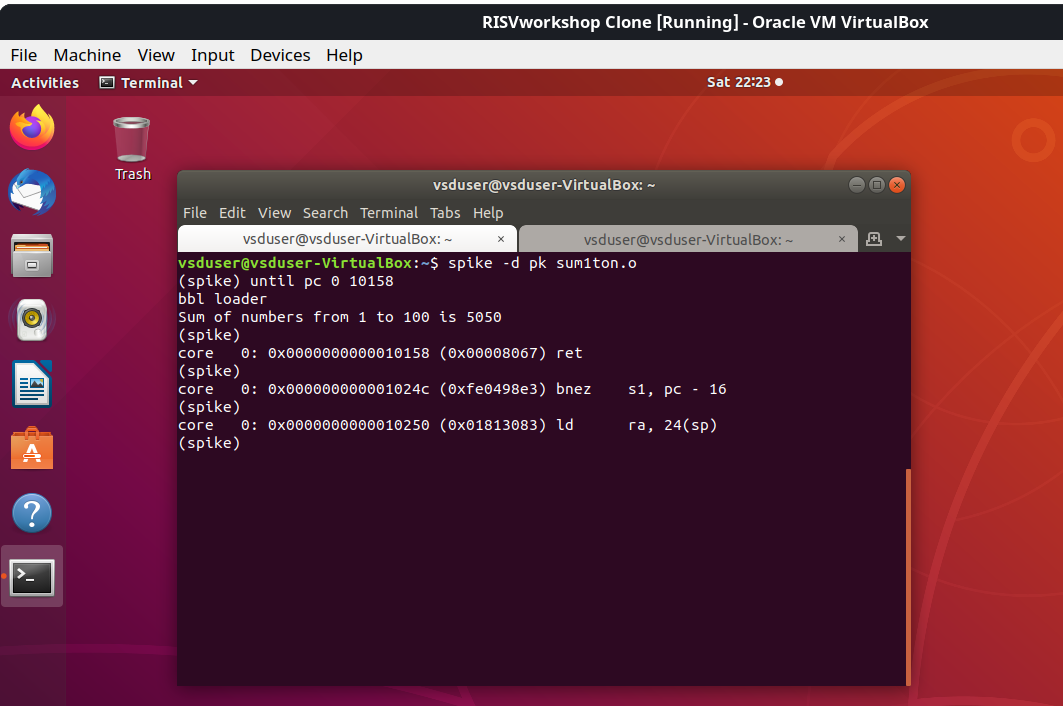 RISVworkshop Clone [Running] - Oracle VM VirtualBox
File Machine View Input Devices Help
Activities Terminal Sat 22:23
Trash
vsduser@vsduser-VirtualBox: ~
File Edit View Search Terminal Tabs Help
vsduser@vsduser-VirtualBox: ~ × vsduser@vsduser-VirtualBox: ~ ×
vsduser@vsduser-VirtualBox:~$ spike -d pk sum1ton.o
(spike) until pc 0 10158
bbl loader
Sum of numbers from 1 to 100 is 5050
(spike)
core   0: 0x0000000000010158 (0x00008067) ret
(spike)
core   0: 0x000000000001024c (0xfe0498e3) bnez    s1, pc - 16
(spike)
core   0: 0x0000000000010250 (0x01813083) ld      ra, 24(sp)
(spike)